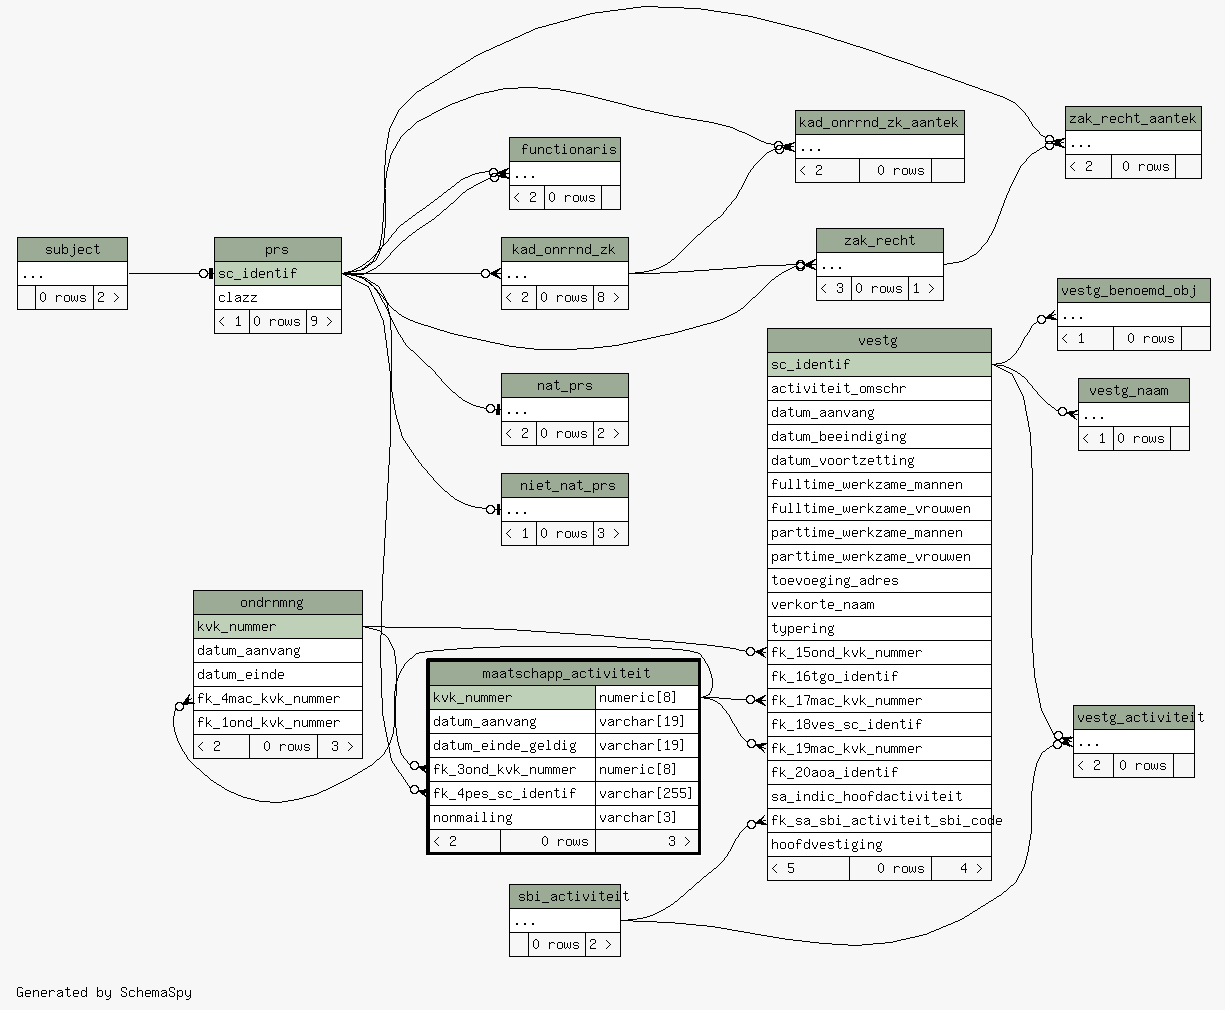 kad_onrrnd_zk_aantek
...
< 2 0 rows
zak_recht_aantek
...
< 2 0 rows
functionaris
...
< 2 0 rows
subject
...
0 rows 2 >
prs
sc_identif
clazz
< 1 0 rows 9 >
kad_onrrnd_zk
...
< 2 0 rows 8 >
zak_recht
...
< 3 0 rows 1 >
vestg_benoemd_obj
...
< 1 0 rows
vestg_naam
...
< 1 0 rows
nat_prs
...
< 2 0 rows 2 >
niet_nat_prs
...
< 1 0 rows 3 >
vestg
sc_identif
activiteit_omschr
datum_aanvang
datum_beeindiging
datum_voortzetting
fulltime_werkzame_mannen
fulltime_werkzame_vrouwen
parttime_werkzame_mannen
parttime_werkzame_vrouwen
toevoeging_adres
verkorte_naam
typering
fk_15ond_kvk_nummer
fk_16tgo_identif
fk_17mac_kvk_nummer
fk_18ves_sc_identif
fk_19mac_kvk_nummer
fk_20aoa_identif
sa_indic_hoofdactiviteit
fk_sa_sbi_activiteit_sbi_code
hoofdvestiging
< 5 0 rows 4 >
ondrnmng
kvk_nummer
datum_aanvang
datum_einde
fk_4mac_kvk_nummer
fk_1ond_kvk_nummer
< 2 0 rows 3 >
maatschapp_activiteit
kvk_nummer numeric[8]
datum_aanvang varchar[19]
datum_einde_geldig varchar[19]
fk_3ond_kvk_nummer numeric[8]
fk_4pes_sc_identif varchar[255]
nonmailing varchar[3]
< 2 0 rows 3 >
vestg_activiteit
...
< 2 0 rows
sbi_activiteit
...
0 rows 2 >
Generated by SchemaSpy